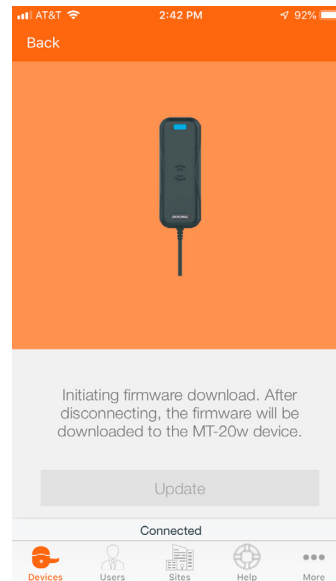 AT&T 2:42 PM 92%
Back
Initiating firmware download. After
disconnecting, the firmware will be
downloaded to the MT-20w device.
Update
Connected
Devices Users Sites Help More